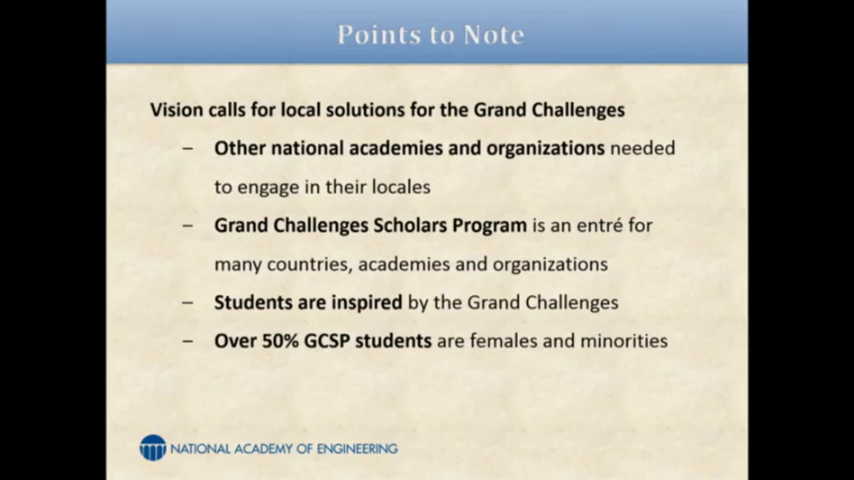 Points to Note
Vision calls for local solutions for the Grand Challenges
– Other national academies and organizations needed
to engage in their locales
– Grand Challenges Scholars Program is an entré for
many countries, academies and organizations
– Students are inspired by the Grand Challenges
– Over 50% GCSP students are females and minorities
NATIONAL ACADEMY OF ENGINEERING